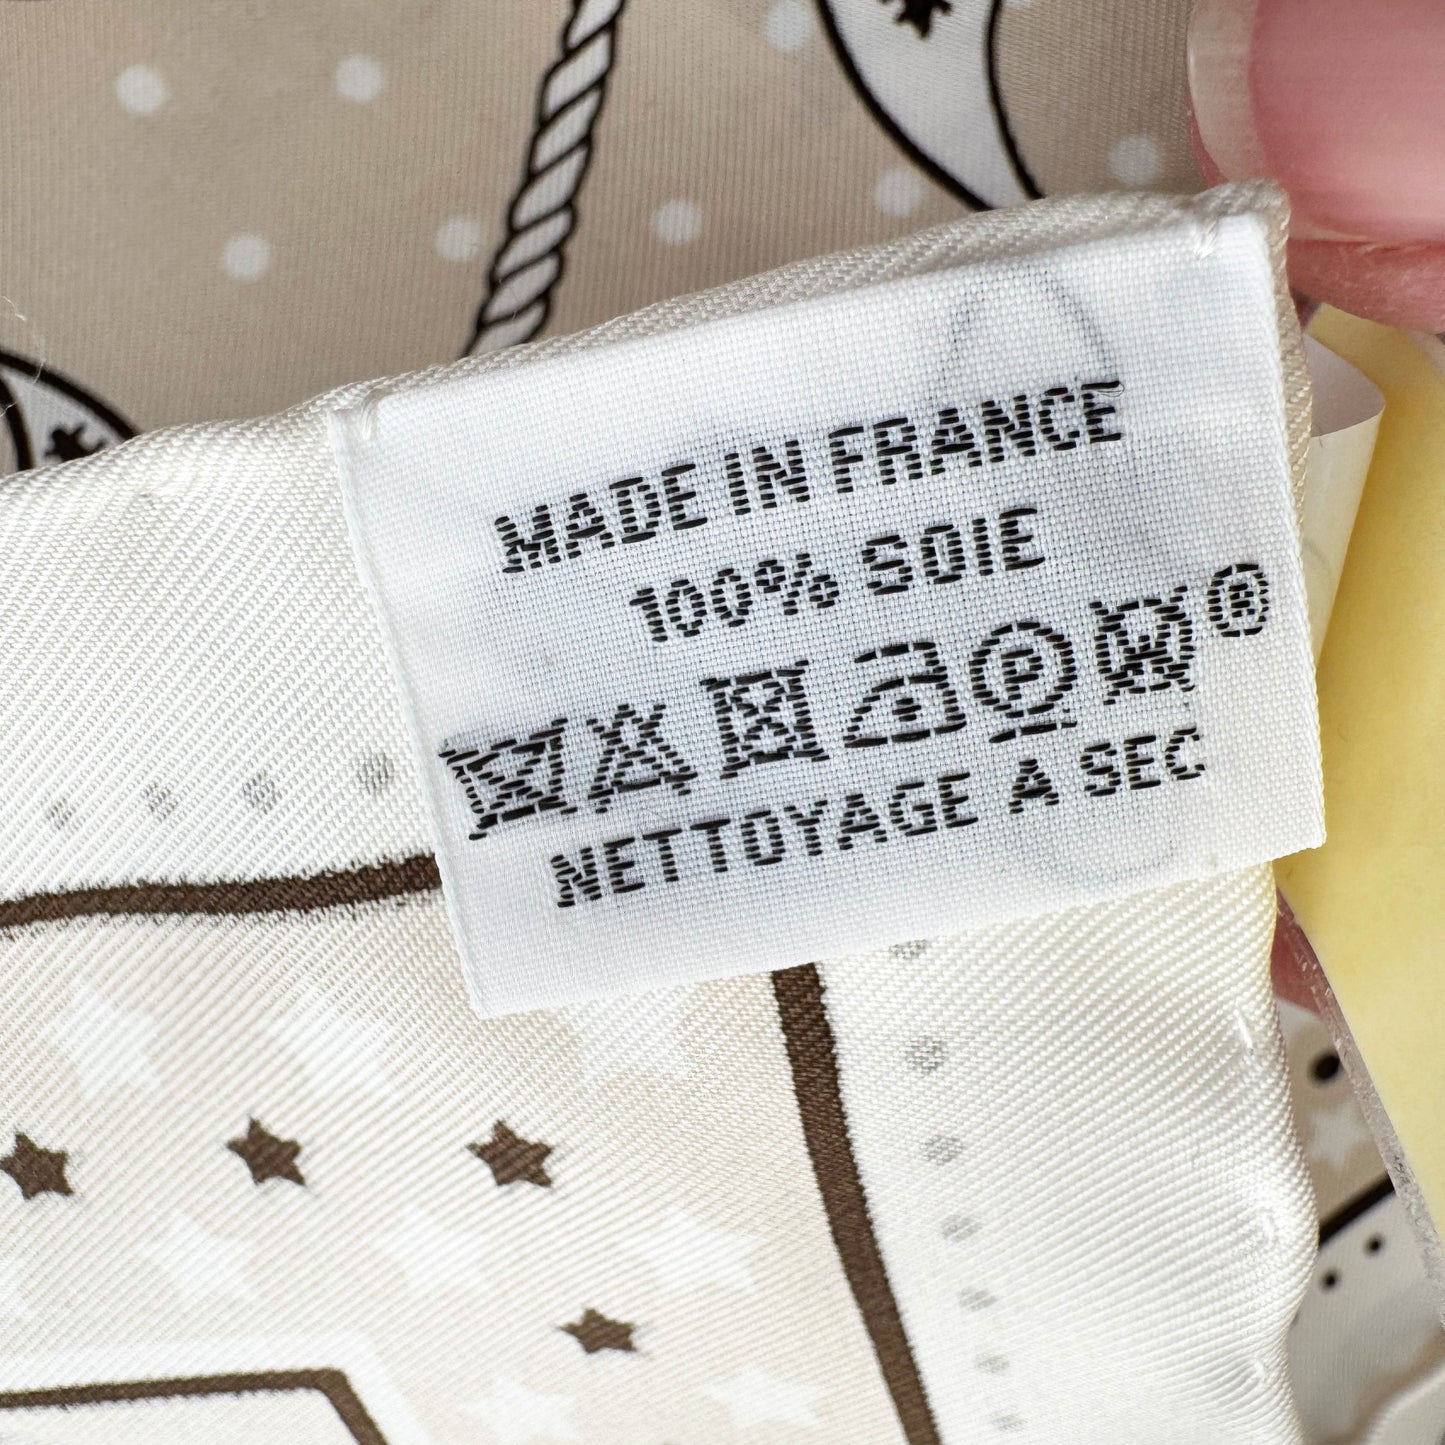 MADE IN FRANCE
100% SOIE
P W ®
NETTOYAGE A SEC